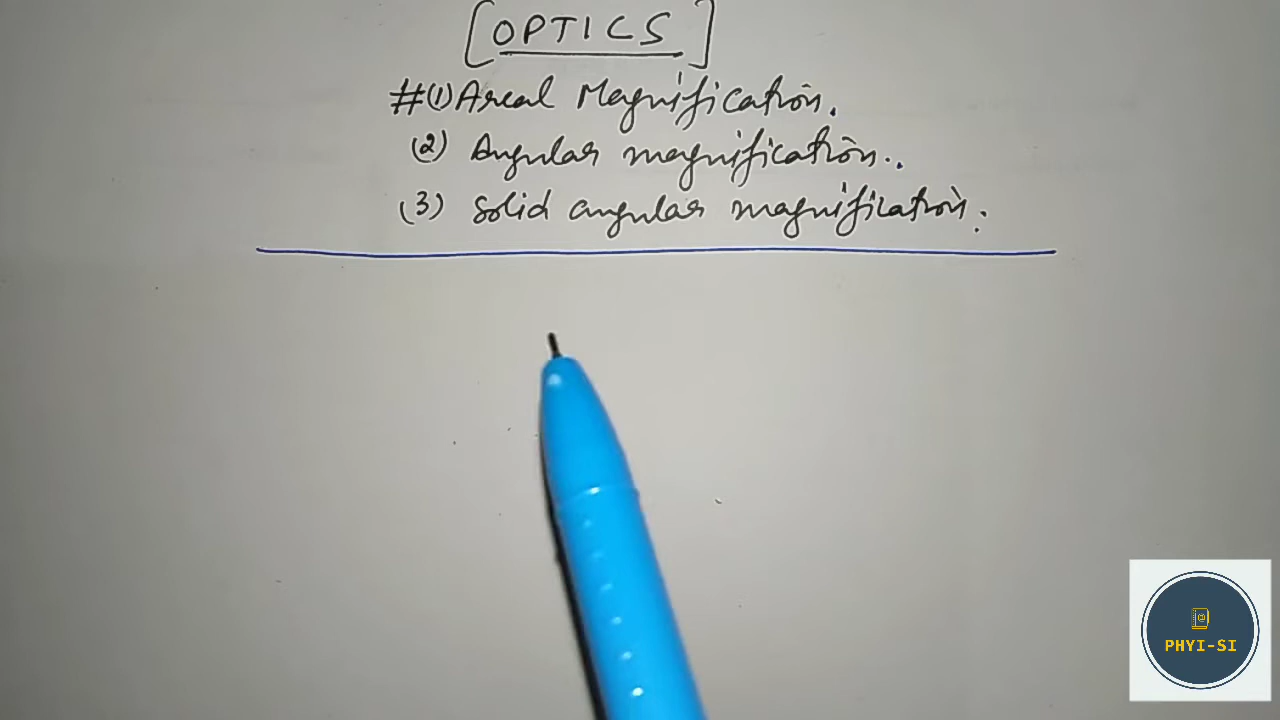 [OPTICS]
#(1) Areal Magnification.
(2) Angular magnification..
(3) Solid angular magnification.
PHYI-SI